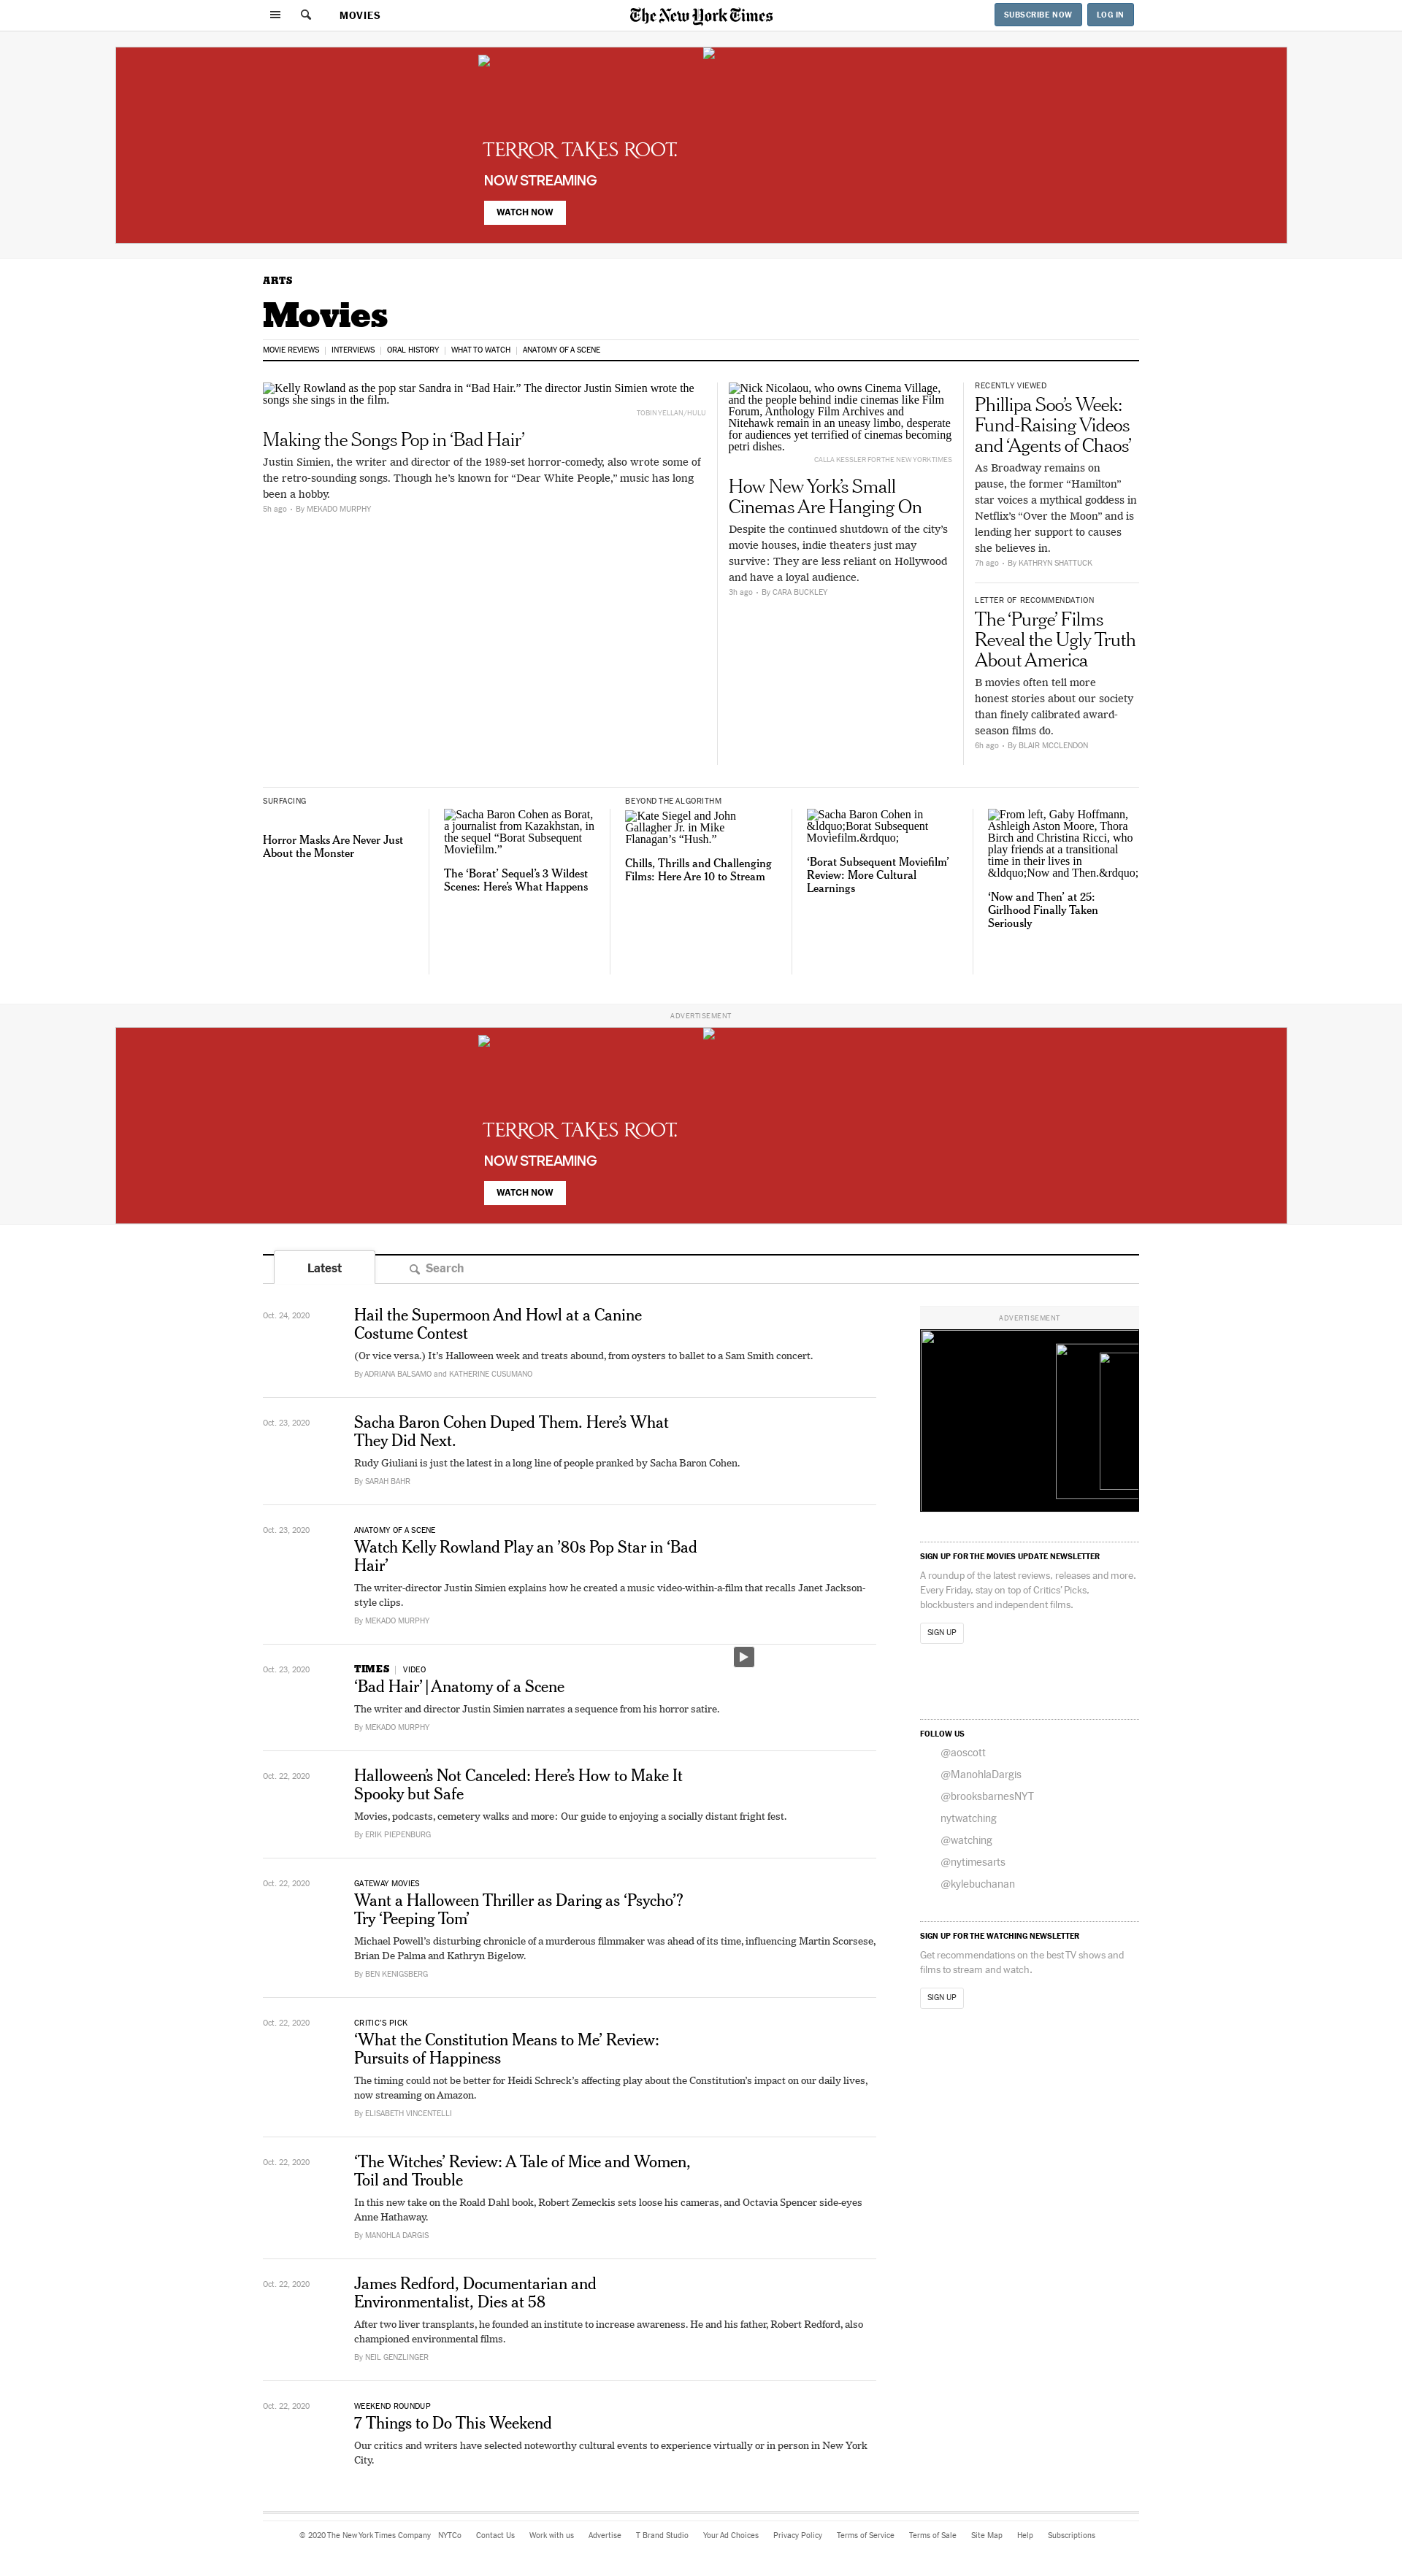 MOVIES
The New York Times
SUBSCRIBE NOW
LOG IN
TERROR TAKES ROOT.
NOW STREAMING
WATCH NOW
ARTS
Movies
MOVIE REVIEWS
INTERVIEWS
ORAL HISTORY
WHAT TO WATCH
ANATOMY OF A SCENE
Kelly Rowland as the pop star Sandra in “Bad Hair.” The director Justin Simien wrote the
songs she sings in the film.
TOBIN YELLAN/HULU
Making the Songs Pop in ‘Bad Hair’
Justin Simien, the writer and director of the 1989-set horror-comedy, also wrote some of
the retro-sounding songs. Though he’s known for “Dear White People,” music has long
been a hobby.
5h ago • By MEKADO MURPHY
Nick Nicolaou, who owns Cinema Village,
and the people behind indie cinemas like Film
Forum, Anthology Film Archives and
Nitehawk remain in an uneasy limbo, desperate
for audiences yet terrified of cinemas becoming
petri dishes.
CALLA KESSLER FOR THE NEW YORK TIMES
How New York’s Small
Cinemas Are Hanging On
Despite the continued shutdown of the city’s
movie houses, indie theaters just may
survive: They are less reliant on Hollywood
and have a loyal audience.
3h ago • By CARA BUCKLEY
RECENTLY VIEWED
Phillipa Soo’s Week:
Fund-Raising Videos
and ‘Agents of Chaos’
As Broadway remains on
pause, the former “Hamilton”
star voices a mythical goddess in
Netflix’s “Over the Moon” and is
lending her support to causes
she believes in.
7h ago • By KATHRYN SHATTUCK
LETTER OF RECOMMENDATION
The ‘Purge’ Films
Reveal the Ugly Truth
About America
B movies often tell more
honest stories about our society
than finely calibrated award-
season films do.
6h ago • By BLAIR MCCLENDON
SURFACING
Horror Masks Are Never Just
About the Monster
Sacha Baron Cohen as Borat,
a journalist from Kazakhstan, in
the sequel “Borat Subsequent
Moviefilm.”
The ‘Borat’ Sequel’s 3 Wildest
Scenes: Here’s What Happens
BEYOND THE ALGORITHM
Kate Siegel and John
Gallagher Jr. in Mike
Flanagan’s “Hush.”
Chills, Thrills and Challenging
Films: Here Are 10 to Stream
Sacha Baron Cohen in
&ldquo;Borat Subsequent
Moviefilm.&rdquo;
‘Borat Subsequent Moviefilm’
Review: More Cultural
Learnings
From left, Gaby Hoffmann,
Ashleigh Aston Moore, Thora
Birch and Christina Ricci, who
play friends at a transitional
time in their lives in
&ldquo;Now and Then.&rdquo;
‘Now and Then’ at 25:
Girlhood Finally Taken
Seriously
ADVERTISEMENT
TERROR TAKES ROOT.
NOW STREAMING
WATCH NOW
Latest
Search
Oct. 24, 2020
Hail the Supermoon And Howl at a Canine
Costume Contest
(Or vice versa.) It’s Halloween week and treats abound, from oysters to ballet to a Sam Smith concert.
By ADRIANA BALSAMO and KATHERINE CUSUMANO
Oct. 23, 2020
Sacha Baron Cohen Duped Them. Here’s What
They Did Next.
Rudy Giuliani is just the latest in a long line of people pranked by Sacha Baron Cohen.
By SARAH BAHR
Oct. 23, 2020
ANATOMY OF A SCENE
Watch Kelly Rowland Play an ’80s Pop Star in ‘Bad
Hair’
The writer-director Justin Simien explains how he created a music video-within-a-film that recalls Janet Jackson-
style clips.
By MEKADO MURPHY
Oct. 23, 2020
TIMES | VIDEO
‘Bad Hair’ | Anatomy of a Scene
The writer and director Justin Simien narrates a sequence from his horror satire.
By MEKADO MURPHY
Oct. 22, 2020
Halloween’s Not Canceled: Here’s How to Make It
Spooky but Safe
Movies, podcasts, cemetery walks and more: Our guide to enjoying a socially distant fright fest.
By ERIK PIEPENBURG
Oct. 22, 2020
GATEWAY MOVIES
Want a Halloween Thriller as Daring as ‘Psycho’?
Try ‘Peeping Tom’
Michael Powell’s disturbing chronicle of a murderous filmmaker was ahead of its time, influencing Martin Scorsese,
Brian De Palma and Kathryn Bigelow.
By BEN KENIGSBERG
Oct. 22, 2020
CRITIC’S PICK
‘What the Constitution Means to Me’ Review:
Pursuits of Happiness
The timing could not be better for Heidi Schreck’s affecting play about the Constitution’s impact on our daily lives,
now streaming on Amazon.
By ELISABETH VINCENTELLI
Oct. 22, 2020
‘The Witches’ Review: A Tale of Mice and Women,
Toil and Trouble
In this new take on the Roald Dahl book, Robert Zemeckis sets loose his cameras, and Octavia Spencer side-eyes
Anne Hathaway.
By MANOHLA DARGIS
Oct. 22, 2020
James Redford, Documentarian and
Environmentalist, Dies at 58
After two liver transplants, he founded an institute to increase awareness. He and his father, Robert Redford, also
championed environmental films.
By NEIL GENZLINGER
Oct. 22, 2020
WEEKEND ROUNDUP
7 Things to Do This Weekend
Our critics and writers have selected noteworthy cultural events to experience virtually or in person in New York
City.
ADVERTISEMENT
SIGN UP FOR THE MOVIES UPDATE NEWSLETTER
A roundup of the latest reviews, releases and more.
Every Friday, stay on top of Critics’ Picks,
blockbusters and independent films.
SIGN UP
FOLLOW US
@aoscott
@ManohlaDargis
@brooksbarnesNYT
nytwatching
@watching
@nytimesarts
@kylebuchanan
SIGN UP FOR THE WATCHING NEWSLETTER
Get recommendations on the best TV shows and
films to stream and watch.
SIGN UP
© 2020 The New York Times Company NYTCo Contact Us Work with us Advertise T Brand Studio Your Ad Choices Privacy Policy Terms of Service Terms of Sale Site Map Help Subscriptions